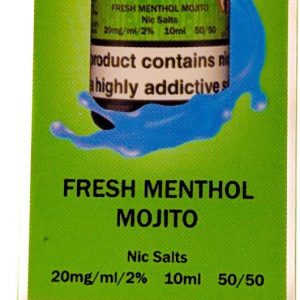 FRESH MENTHOL MOJITO
Nic Salts
20mg/ml/2% 10ml 50/50
product contains
a highly addictive
FRESH MENTHOL
MOJITO
Nic Salts
20mg/ml/2% 10ml 50/50